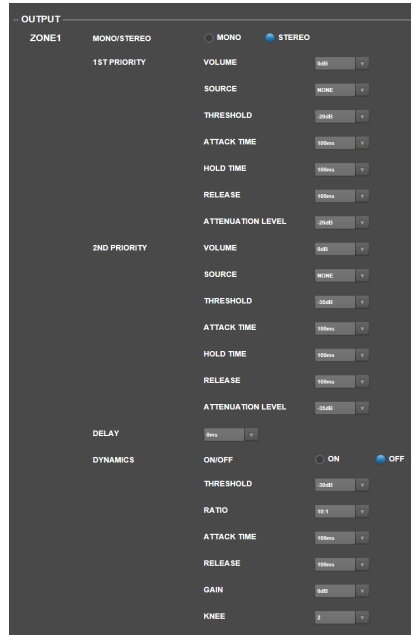 OUTPUT
ZONE1 MONO/STEREO MONO STEREO
1ST PRIORITY VOLUME 0dB
SOURCE NONE
THRESHOLD -20dB
ATTACK TIME 100ms
HOLD TIME 100ms
RELEASE 100ms
ATTENUATION LEVEL -20dB
2ND PRIORITY VOLUME 0dB
SOURCE NONE
THRESHOLD -35dB
ATTACK TIME 100ms
HOLD TIME 100ms
RELEASE 100ms
ATTENUATION LEVEL -35dB
DELAY 0ms
DYNAMICS ON/OFF ON OFF
THRESHOLD -30dB
RATIO 10:1
ATTACK TIME 100ms
RELEASE 100ms
GAIN 0dB
KNEE 2